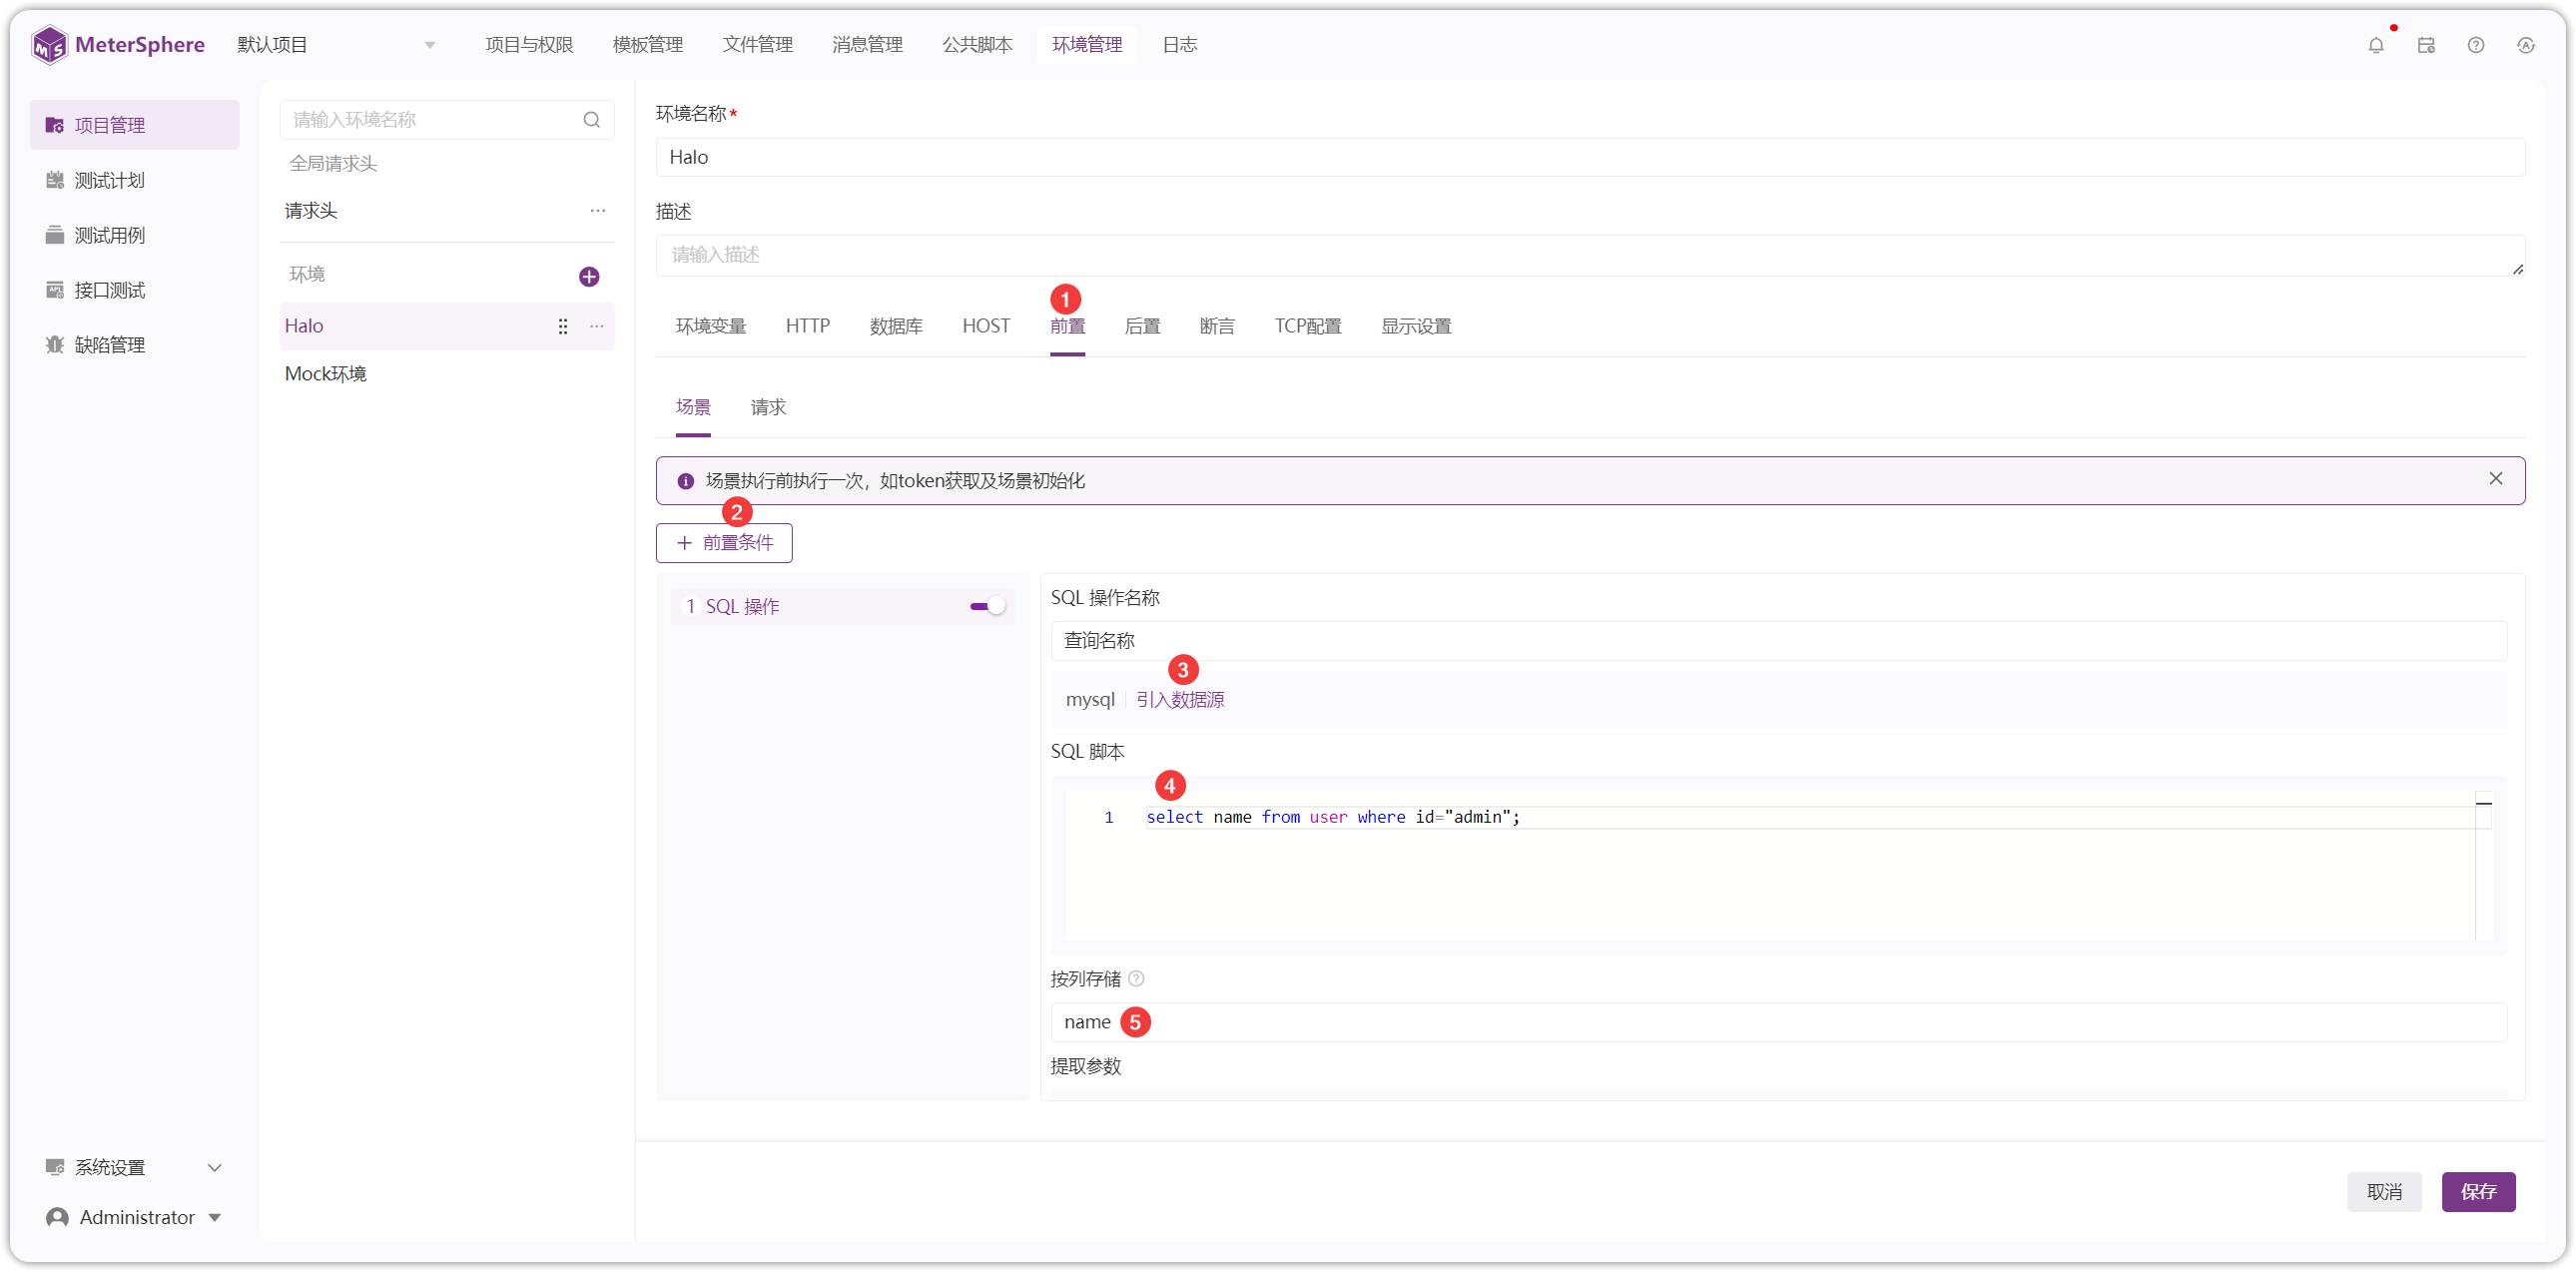 MeterSphere 默认项目 项目与权限 模板管理 文件管理 消息管理 公共脚本 环境管理 日志
项目管理
测试计划
测试用例
接口测试
缺陷管理
系统设置
Administrator
请输入环境名称
全局请求头
请求头
环境
Halo
Mock环境
环境名称*
Halo
描述
请输入描述
1
环境变量 HTTP 数据库 HOST 前置 后置 断言 TCP配置 显示设置
场景 请求
场景执行前执行一次，如token获取及场景初始化
2
+ 前置条件
1 SQL 操作
SQL 操作名称
查询名称
3
mysql 引入数据源
SQL 脚本
4
1 select name from user where id="admin";
按列存储
name 5
提取参数
取消 保存